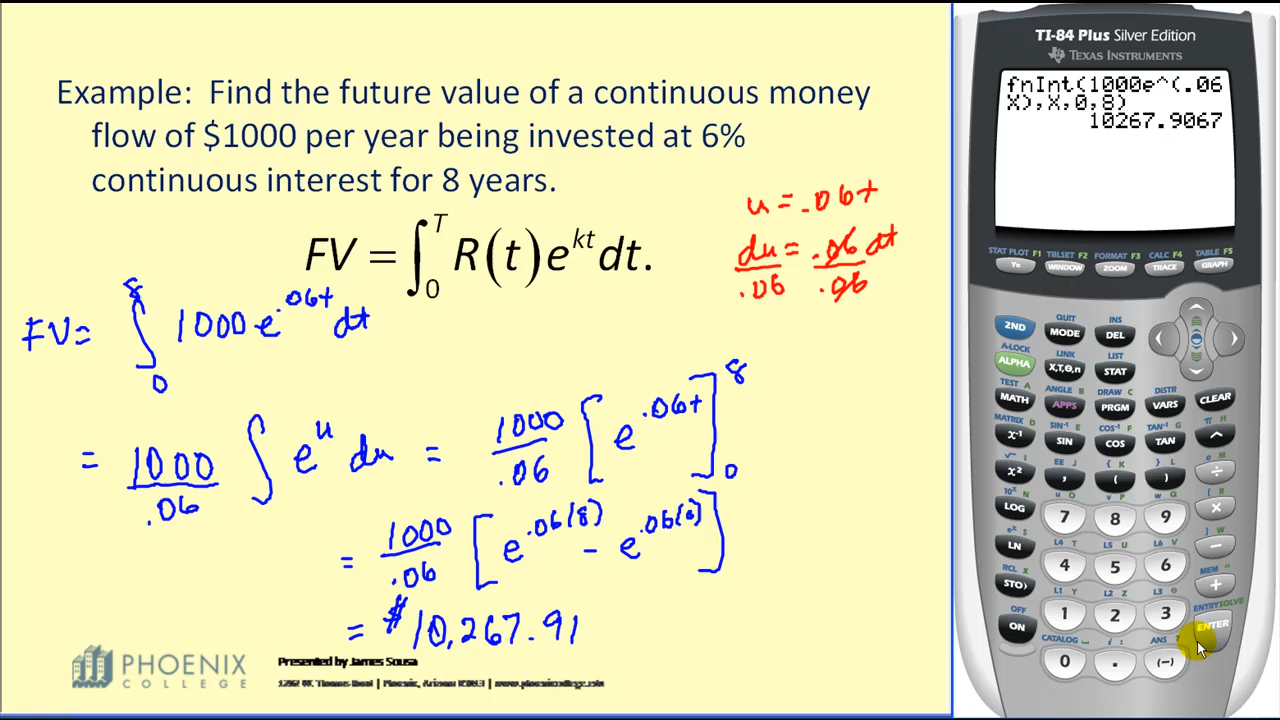 Example: Find the future value of a continuous money
flow of $1000 per year being invested at 6%
continuous interest for 8 years.
FV = ∫₀ᵀ R(t)e^{kt}dt.
u = .06t
du = .06 dt
.06 .06
FV = ∫₀⁸ 1000 e^{.06t} dt
= 1000/.06 ∫ e^u du = 1000/.06 [e^{.06t}]₀⁸
= 1000/.06 [e^{.06(8)} - e^{.06(0)}]
= $10,267.91
PHOENIX
COLLEGE
Presented by James Sousa
TI-84 Plus Silver Edition
TEXAS INSTRUMENTS
fnInt(1000e^(.06
X),X,0,8)
10267.9067
STAT PLOT F1 TBLSET F2 FORMAT F3 CALC F4 TABLE F5
Y= WINDOW ZOOM TRACE GRAPH
QUIT INS
2ND MODE DEL
A-LOCK LINK LIST
ALPHA X,T,θ,n STAT
TEST A ANGLE B DRAW C DISTR
MATH APPS PRGM VARS CLEAR
MATRIX D SIN⁻¹ E COS⁻¹ F TAN⁻¹ G π H
x⁻¹ SIN COS TAN ^
√ I EE J { K } L e M
x² , ( ) ÷
10ˣ N u O v P w Q [ R
LOG 7 8 9 ×
eˣ S L4 T L5 U L6 V ] W
LN 4 5 6 −
RCL X L1 Y L2 Z L3 θ MEM "
STO▸ 1 2 3 +
OFF CATALOG i : ANS ? ENTRY SOLVE
ON 0 . (−) ENTER